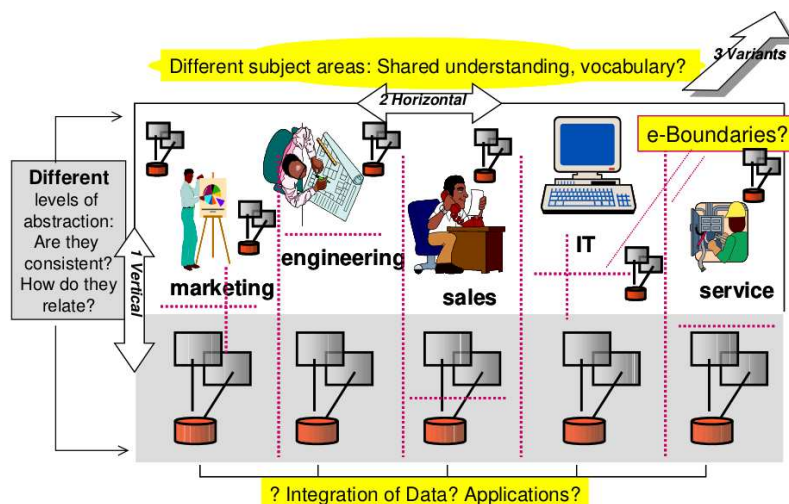 3 Variants
Different subject areas: Shared understanding, vocabulary?
2 Horizontal
e-Boundaries?
Different
levels of
abstraction:
Are they
consistent?
How do they
relate?
1 Vertical
marketing
engineering
sales
IT
service
? Integration of Data? Applications?